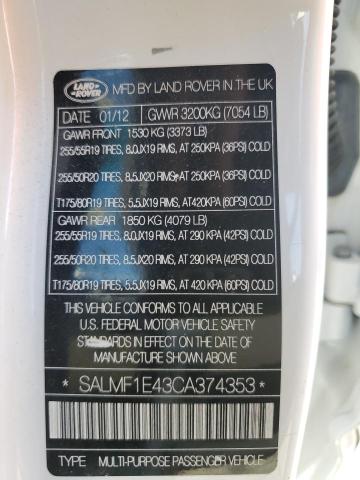 LAND ROVER
MFD BY LAND ROVER IN THE UK
DATE 01/12 GVWR 3200KG (7054 LB)
GAWR FRONT 1530 KG (3373 LB)
255/55R19 TIRES, 8.0JX19 RIMS, AT 250KPA (36PSI) COLD
255/50R20 TIRES, 8.5JX20 RIMS, AT 250KPA (36PSI) COLD
T175/80R19 TIRES, 5.5JX19 RIMS, AT420KPA (60PSI) COLD
GAWR REAR 1850 KG (4079 LB)
255/55R19 TIRES, 8.0JX19 RIMS, AT 290 KPA (42PSI) COLD
255/50R20 TIRES, 8.5JX20 RIMS, AT 290 KPA (42PSI) COLD
T175/80R19 TIRES, 5.5JX19 RIMS, AT 420 KPA (60PSI) COLD
THIS VEHICLE CONFORMS TO ALL APPLICABLE
U.S. FEDERAL MOTOR VEHICLE SAFETY
STANDARDS IN EFFECT ON THE DATE OF
MANUFACTURE SHOWN ABOVE.
* SALMF1E43CA374353 *
TYPE MULTI-PURPOSE PASSENGER VEHICLE